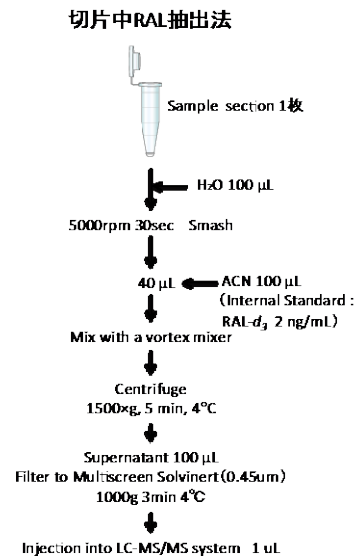 切片中RAL抽出法
Sample section 1枚
H₂O 100 μL
5000rpm 30sec Smash
40 μL
ACN 100 μL
(Internal Standard :
RAL-d₃ 2 ng/mL)
Mix with a vortex mixer
Centrifuge
1500×g, 5 min, 4℃
Supernatant 100 μL
Filter to Multiscreen Solvinert(0.45um)
1000g 3min 4℃
Injection into LC-MS/MS system 1 uL